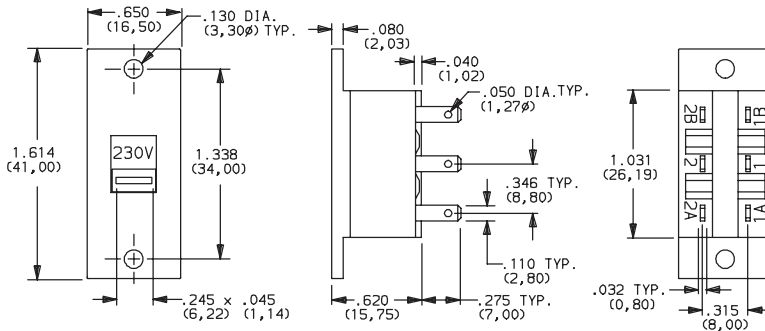 .650
(16,50)
.130 DIA.
(3,30ø) TYP.
1.614
(41,00)
230V
1.338
(34,00)
.245 x .045
(6,22) (1,14)
.080
(2,03)
.040
(1,02)
.050 DIA.TYP.
(1,27ø)
.346 TYP.
(8,80)
.110 TYP.
(2,80)
.620
(15,75)
.275 TYP.
(7,00)
1.031
(26,19)
2B
1B
2
1
2A
1A
.032 TYP.
(0,80)
.315
(8,00)